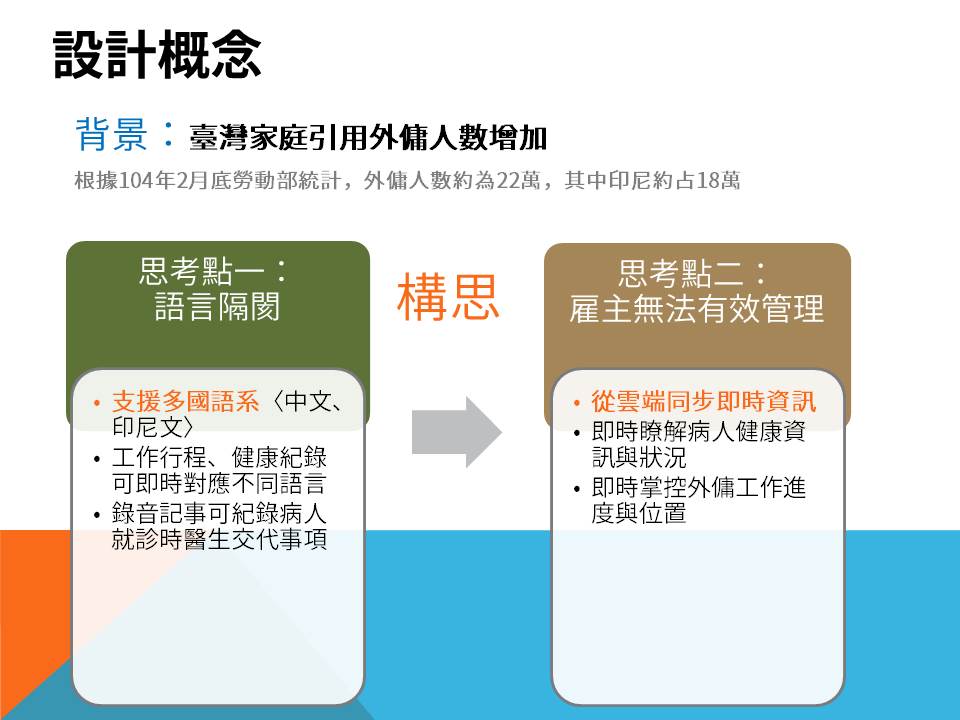 設計概念
背景：臺灣家庭引用外傭人數增加
根據104年2月底勞動部統計，外傭人數約為22萬，其中印尼約占18萬
思考點一：
語言隔閡
• 支援多國語系〈中文、
印尼文〉
• 工作行程、健康紀錄
可即時對應不同語言
• 錄音記事可紀錄病人
就診時醫生交代事項
構思
思考點二：
雇主無法有效管理
• 從雲端同步即時資訊
• 即時瞭解病人健康資
訊與狀況
• 即時掌控外傭工作進
度與位置